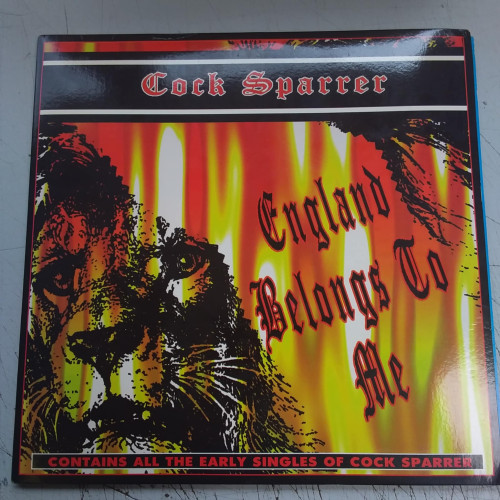 Cock Sparrer
England
Belongs To
Me
CONTAINS ALL THE EARLY SINGLES OF COCK SPARRER